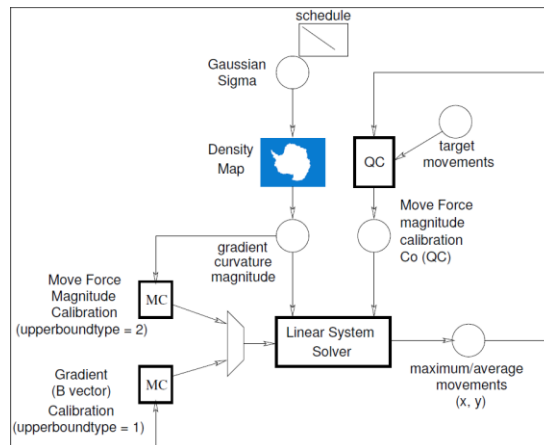 schedule
Gaussian
Sigma
Density
Map
QC
target
movements
Move Force
magnitude
calibration
Co (QC)
gradient
curvature
magnitude
Move Force
Magnitude
Calibration
(upperboundtype = 2)
MC
Linear System
Solver
Gradient
(B vector)
Calibration
(upperboundtype = 1)
MC
maximum/average
movements
(x, y)